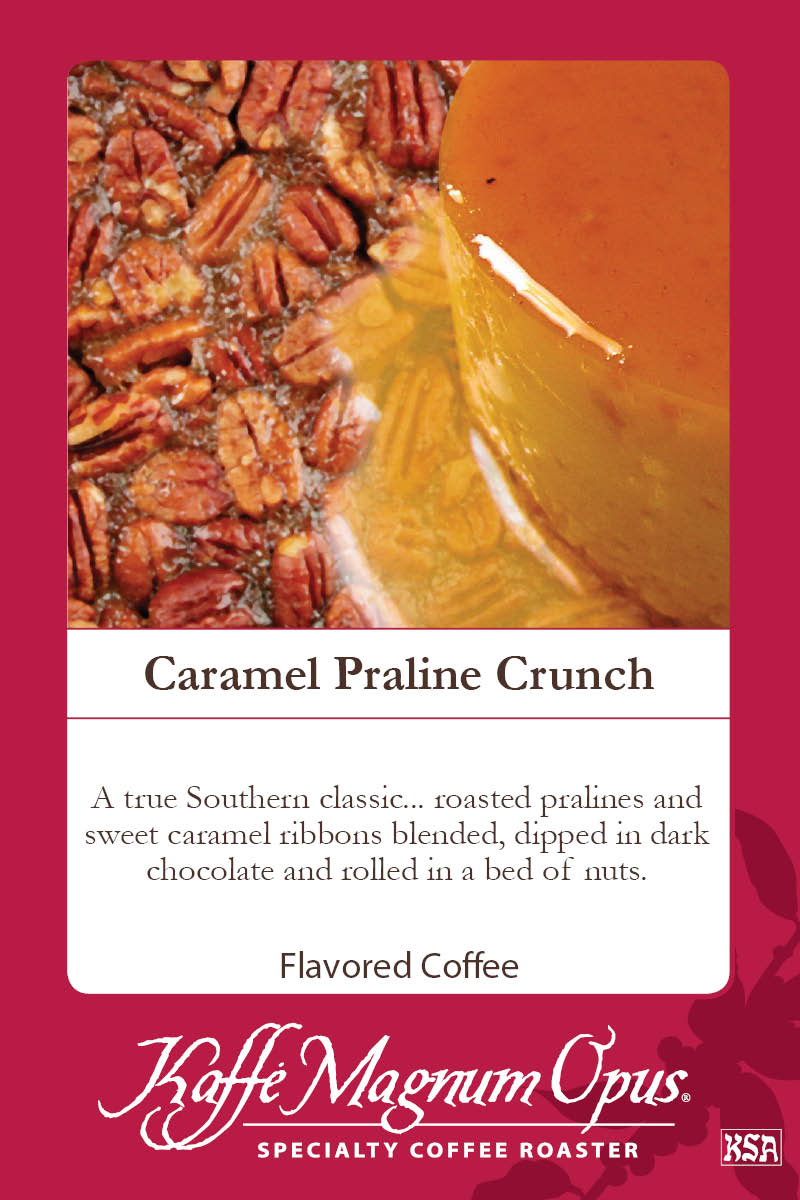 Caramel Praline Crunch
A true Southern classic... roasted pralines and
sweet caramel ribbons blended, dipped in dark
chocolate and rolled in a bed of nuts.
Flavored Coffee
Kaffé Magnum Opus®
SPECIALTY COFFEE ROASTER
KSA